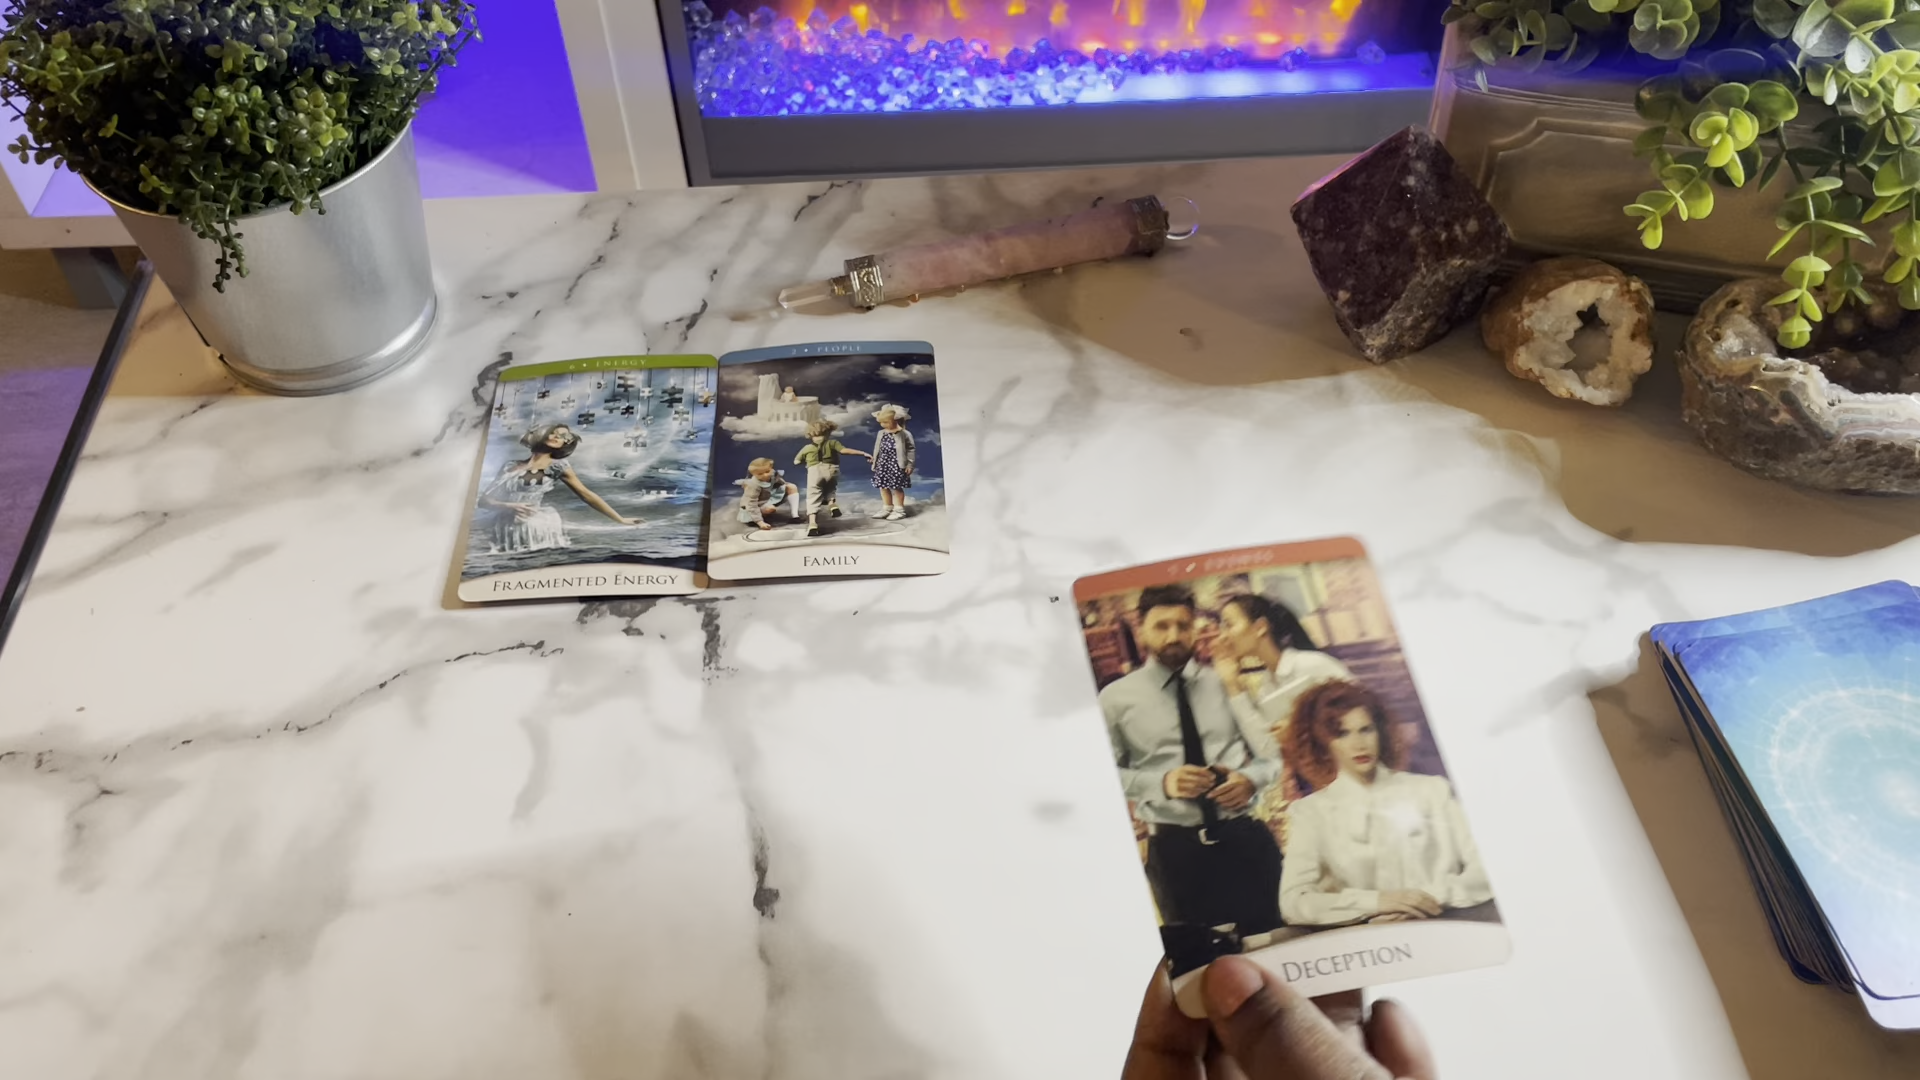 6 • ENERGY
FRAGMENTED ENERGY
2 • PEOPLE
FAMILY
DECEPTION